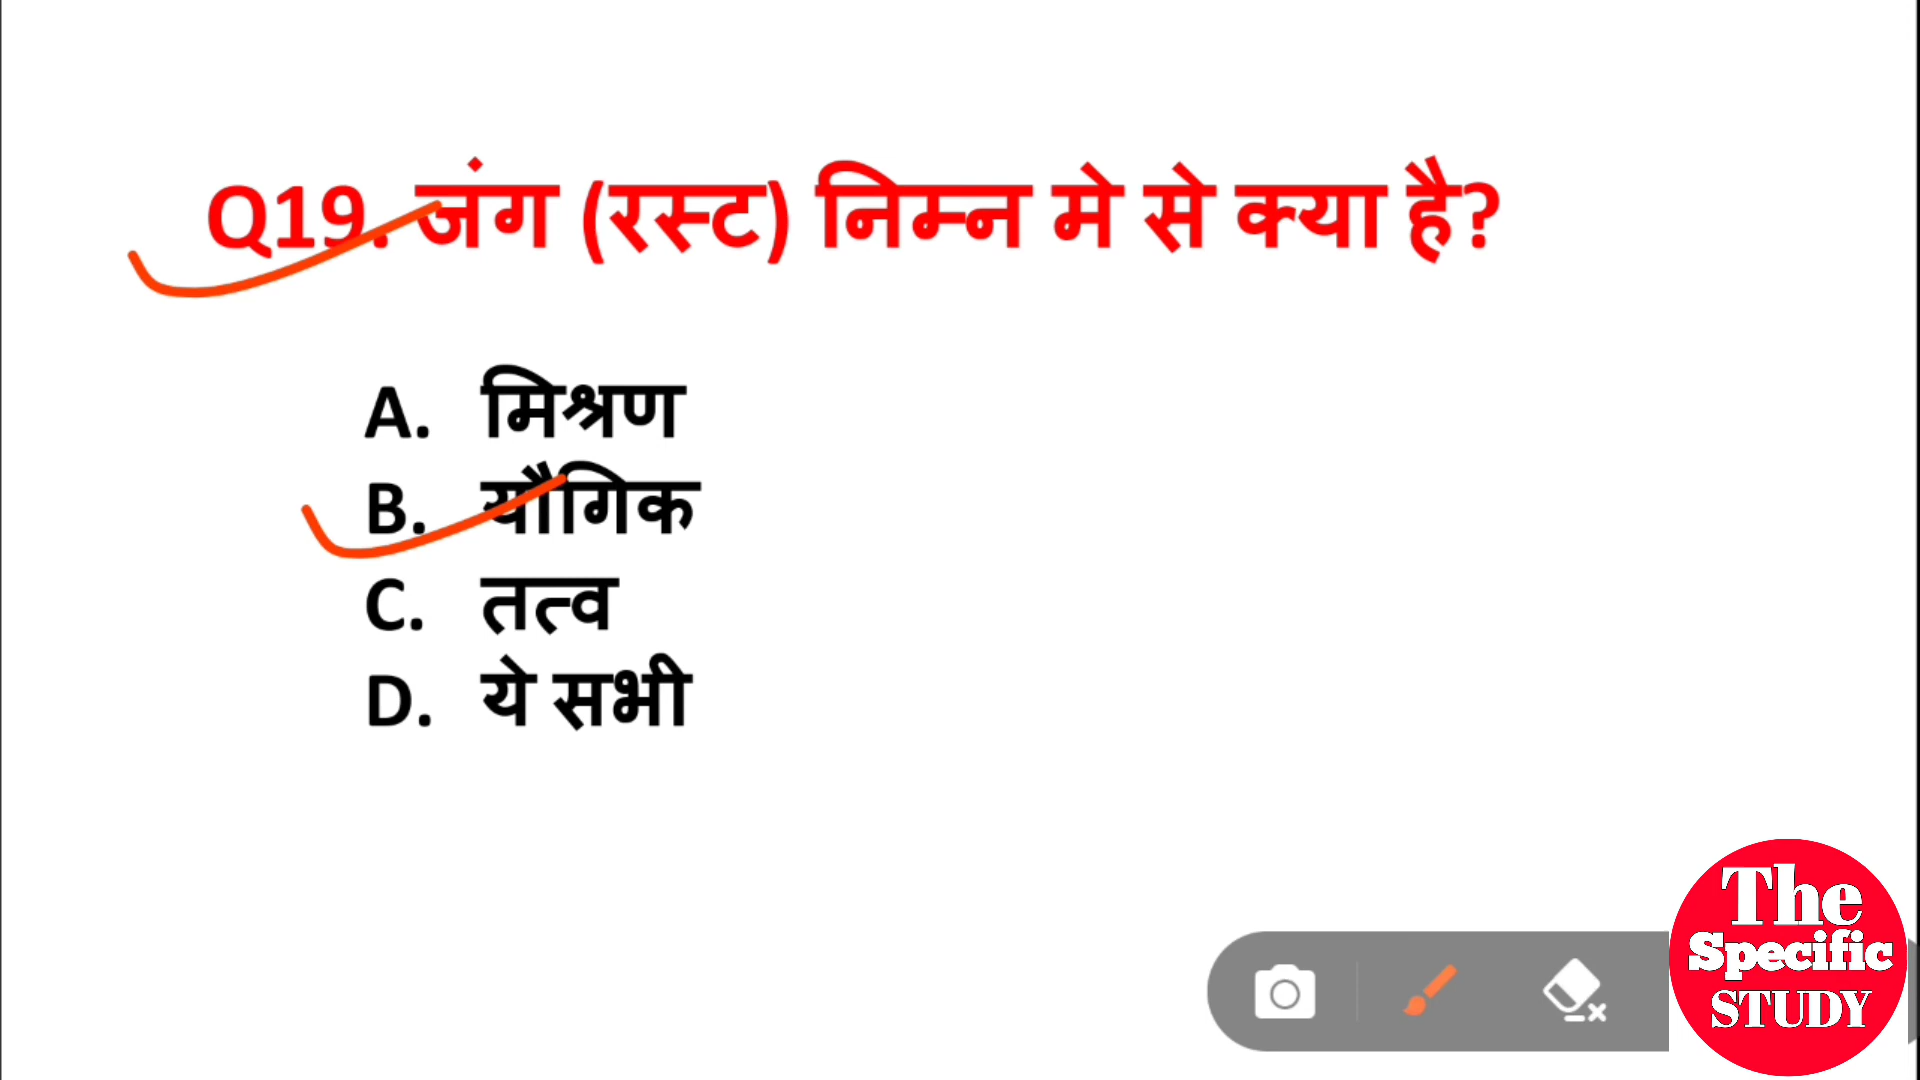 Q19. जंग (रस्ट) निम्न मे से क्या है?
A. मिश्रण
B. यौगिक
C. तत्व
D. ये सभी
The
Specific
STUDY